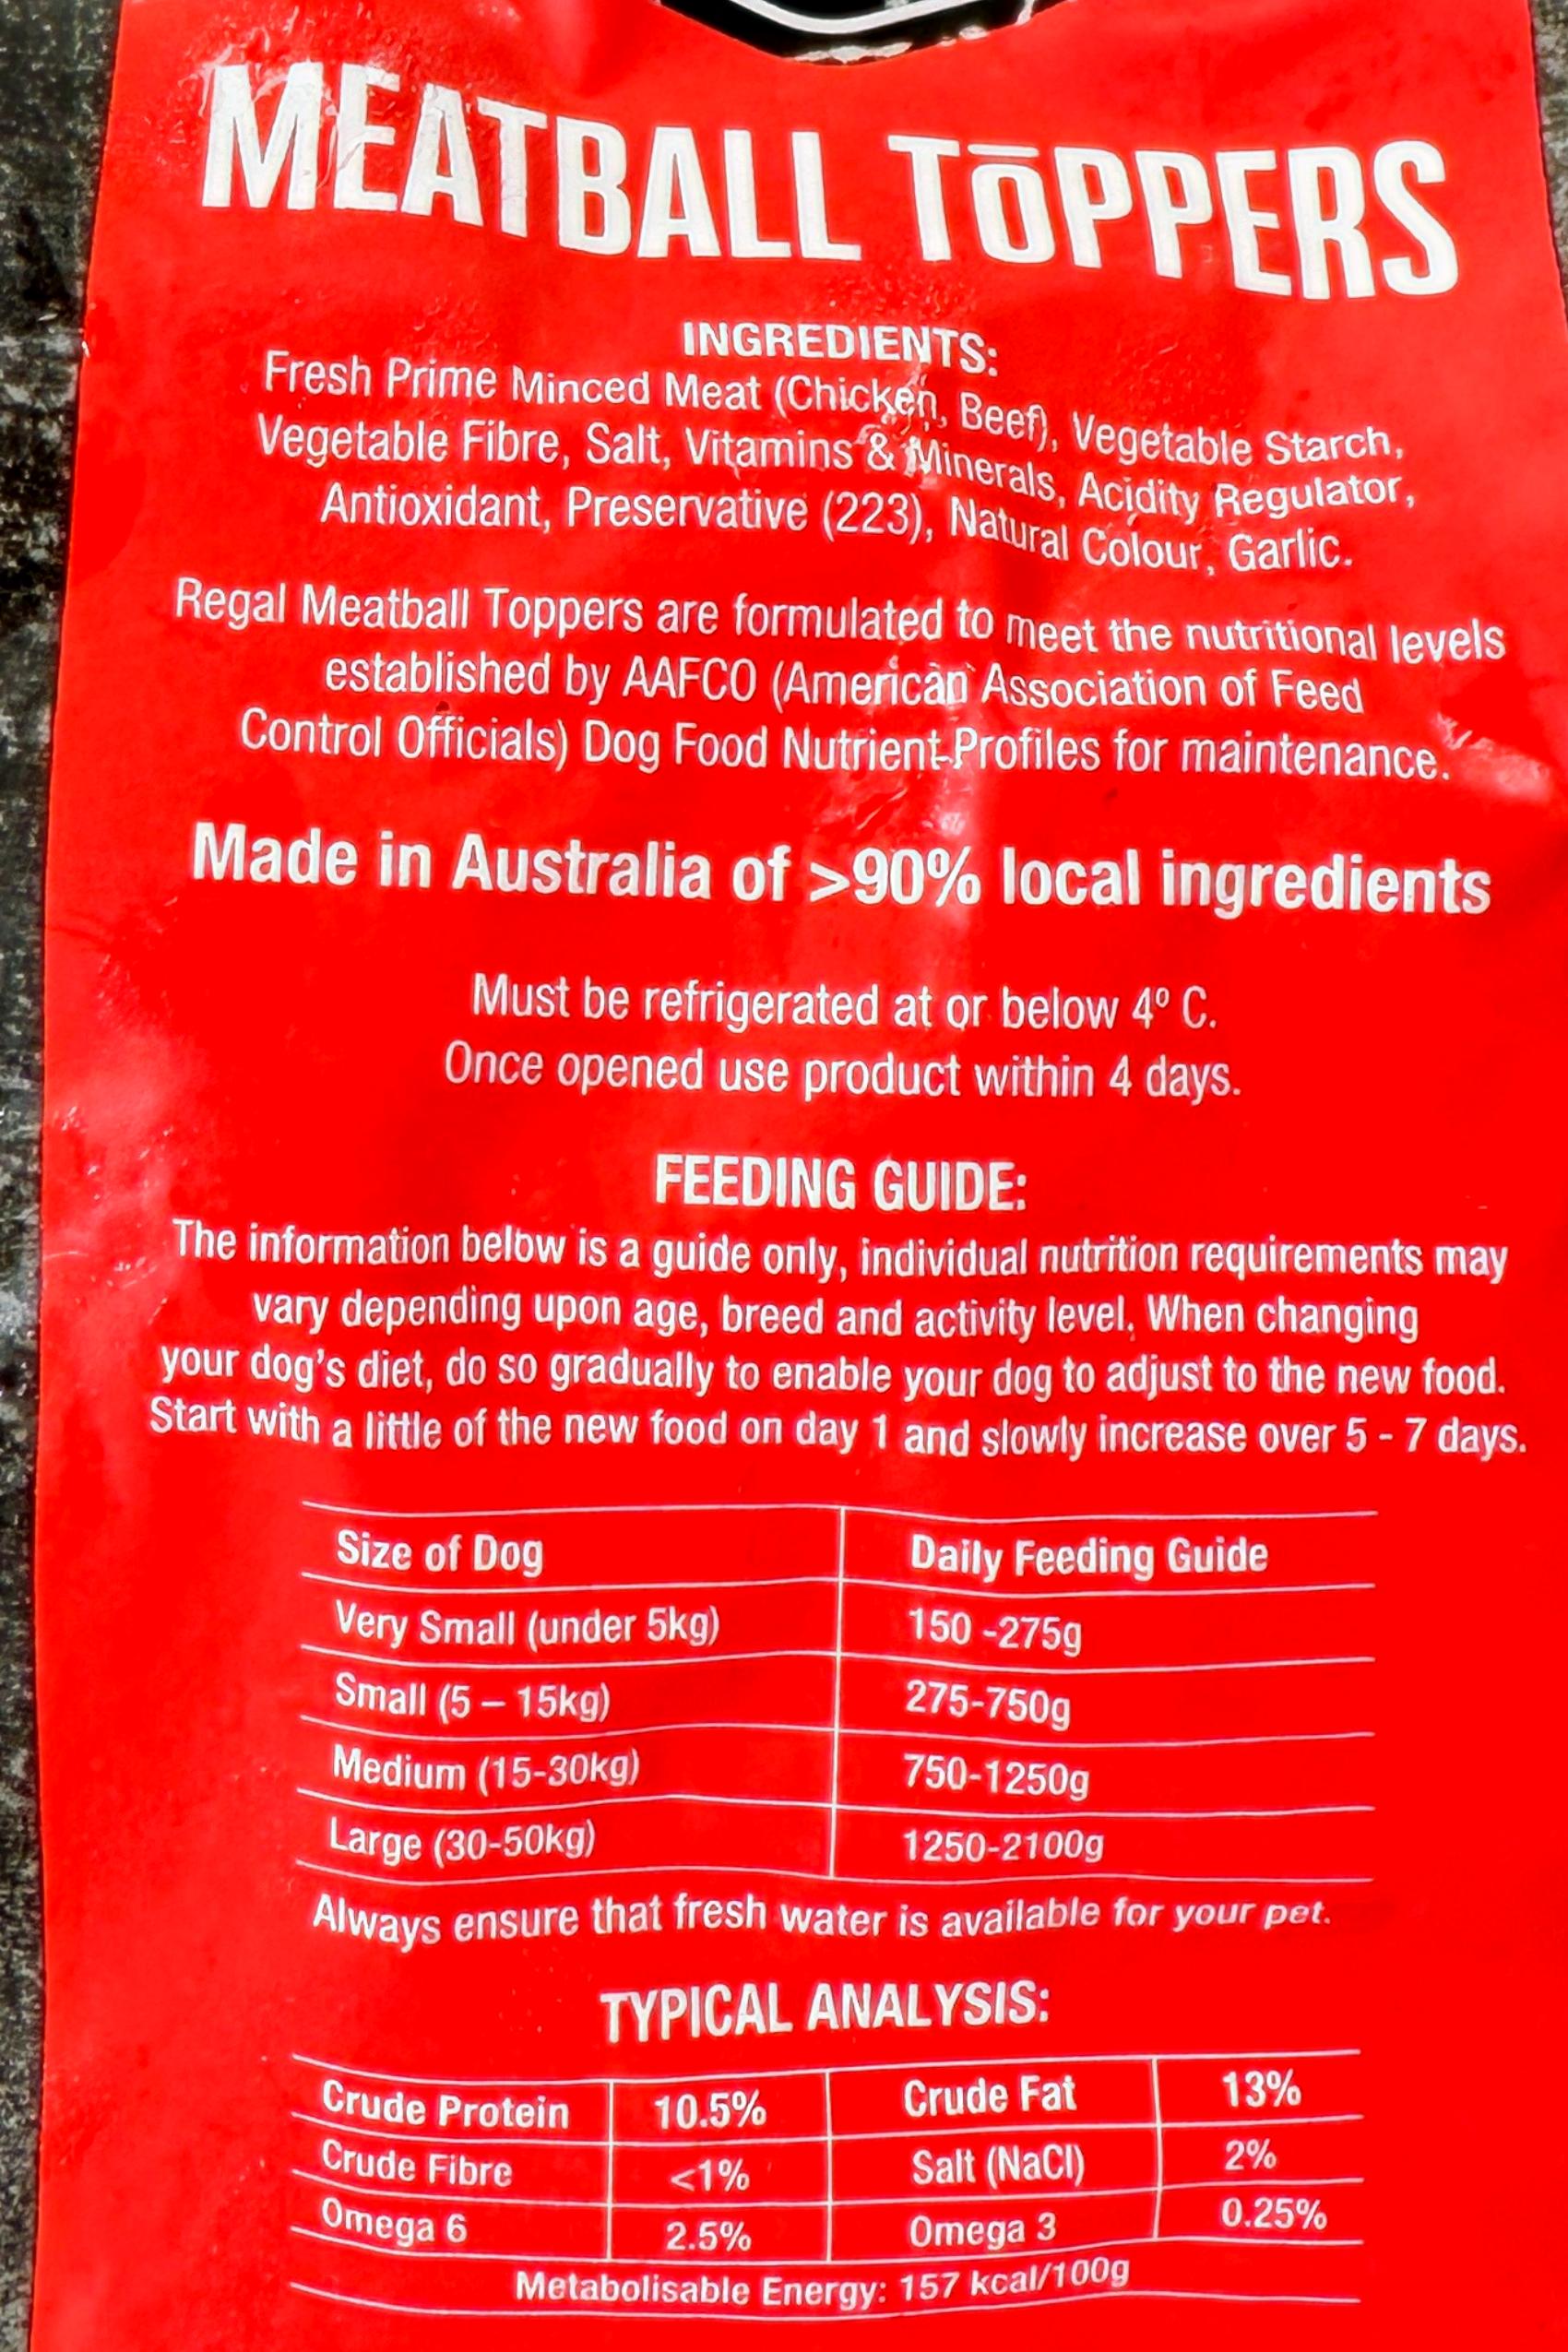 MEATBALL TŌPPERS
INGREDIENTS:
Fresh Prime Minced Meat (Chicken, Beef), Vegetable Starch,
Vegetable Fibre, Salt, Vitamins & Minerals, Acidity Regulator,
Antioxidant, Preservative (223), Natural Colour, Garlic.
Regal Meatball Toppers are formulated to meet the nutritional levels
established by AAFCO (American Association of Feed
Control Officials) Dog Food Nutrient Profiles for maintenance.
Made in Australia of >90% local ingredients
Must be refrigerated at or below 4º C.
Once opened use product within 4 days.
FEEDING GUIDE:
The information below is a guide only, individual nutrition requirements may
vary depending upon age, breed and activity level. When changing
your dog's diet, do so gradually to enable your dog to adjust to the new food.
Start with a little of the new food on day 1 and slowly increase over 5 - 7 days.
Size of Dog Daily Feeding Guide
Very Small (under 5kg) 150 -275g
Small (5 – 15kg) 275-750g
Medium (15-30kg) 750-1250g
Large (30-50kg) 1250-2100g
Always ensure that fresh water is available for your pet.
TYPICAL ANALYSIS:
Crude Protein 10.5% Crude Fat 13%
Crude Fibre <1% Salt (NaCl) 2%
Omega 6 2.5% Omega 3 0.25%
Metabolisable Energy: 157 kcal/100g